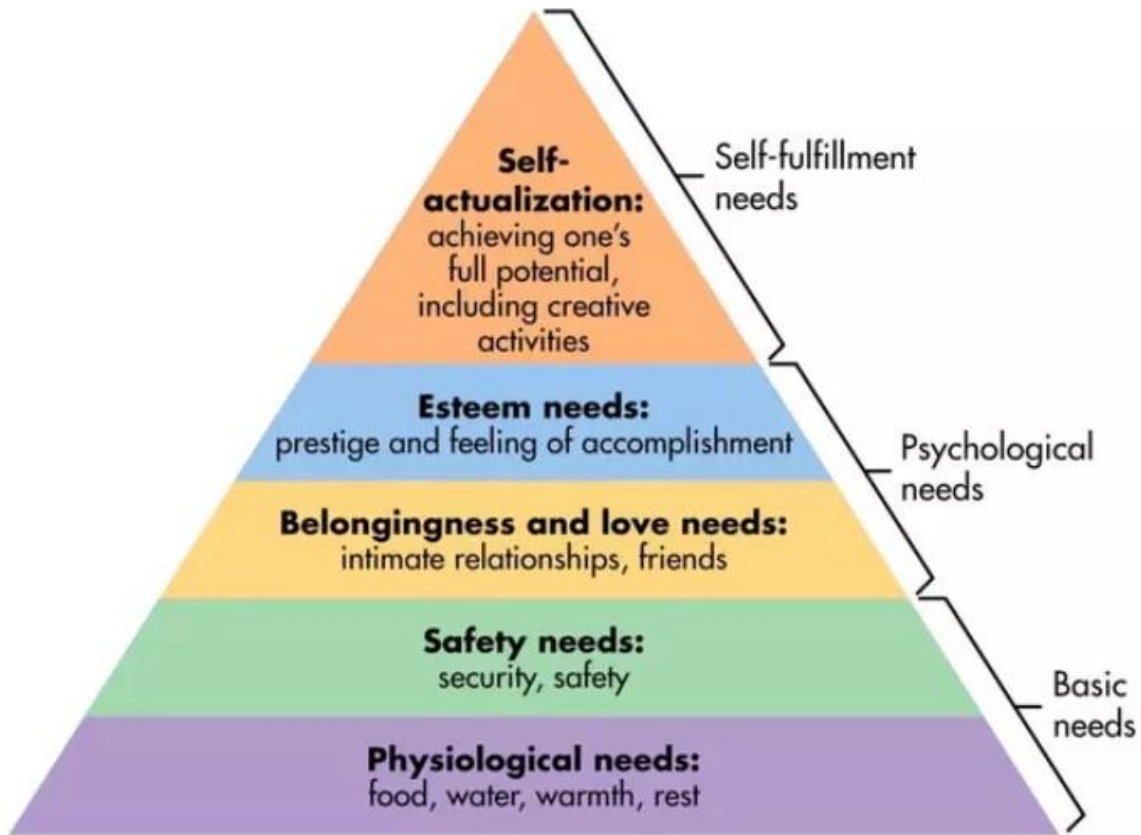 Self-
actualization:
achieving one's
full potential,
including creative
activities
Self-fulfillment
needs
Esteem needs:
prestige and feeling of accomplishment
Psychological
needs
Belongingness and love needs:
intimate relationships, friends
Safety needs:
security, safety
Basic
needs
Physiological needs:
food, water, warmth, rest